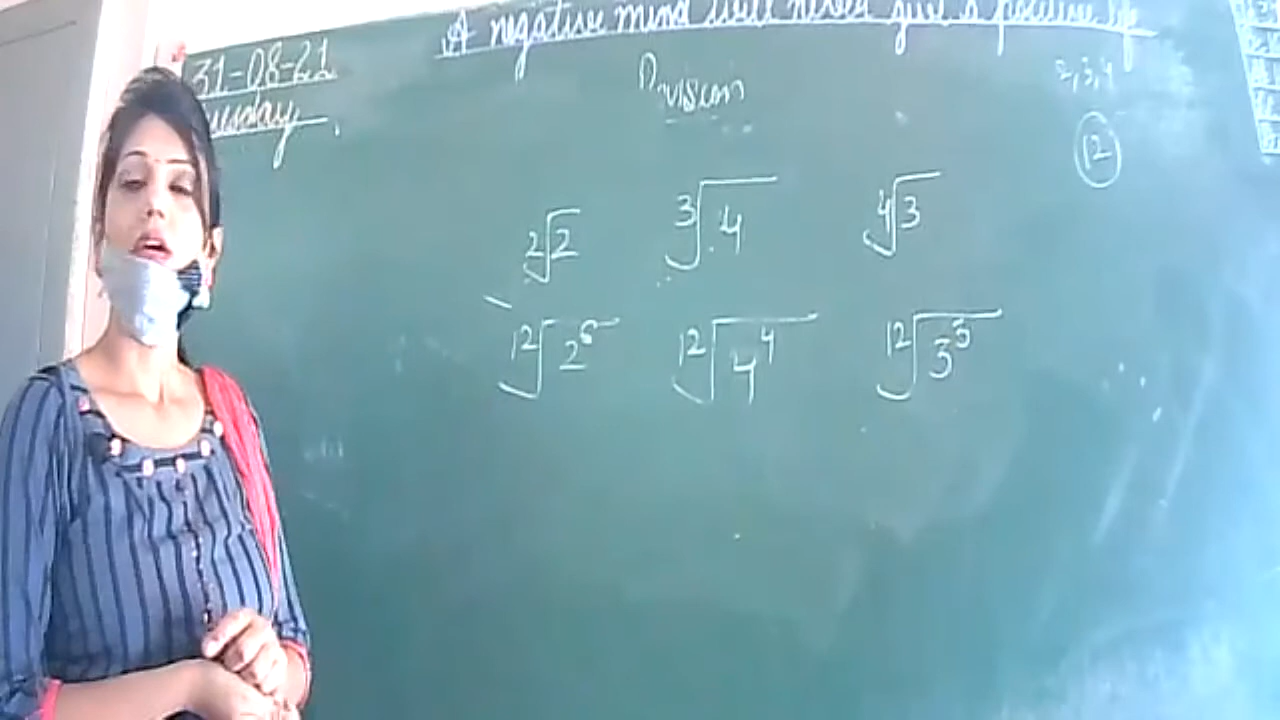 A negative mind will never give a positive life
31-08-21
Tuesday
Division
2,3,4
12
²√2 ³√4 ⁴√3
¹²√2⁶ ¹²√4⁴ ¹²√3³